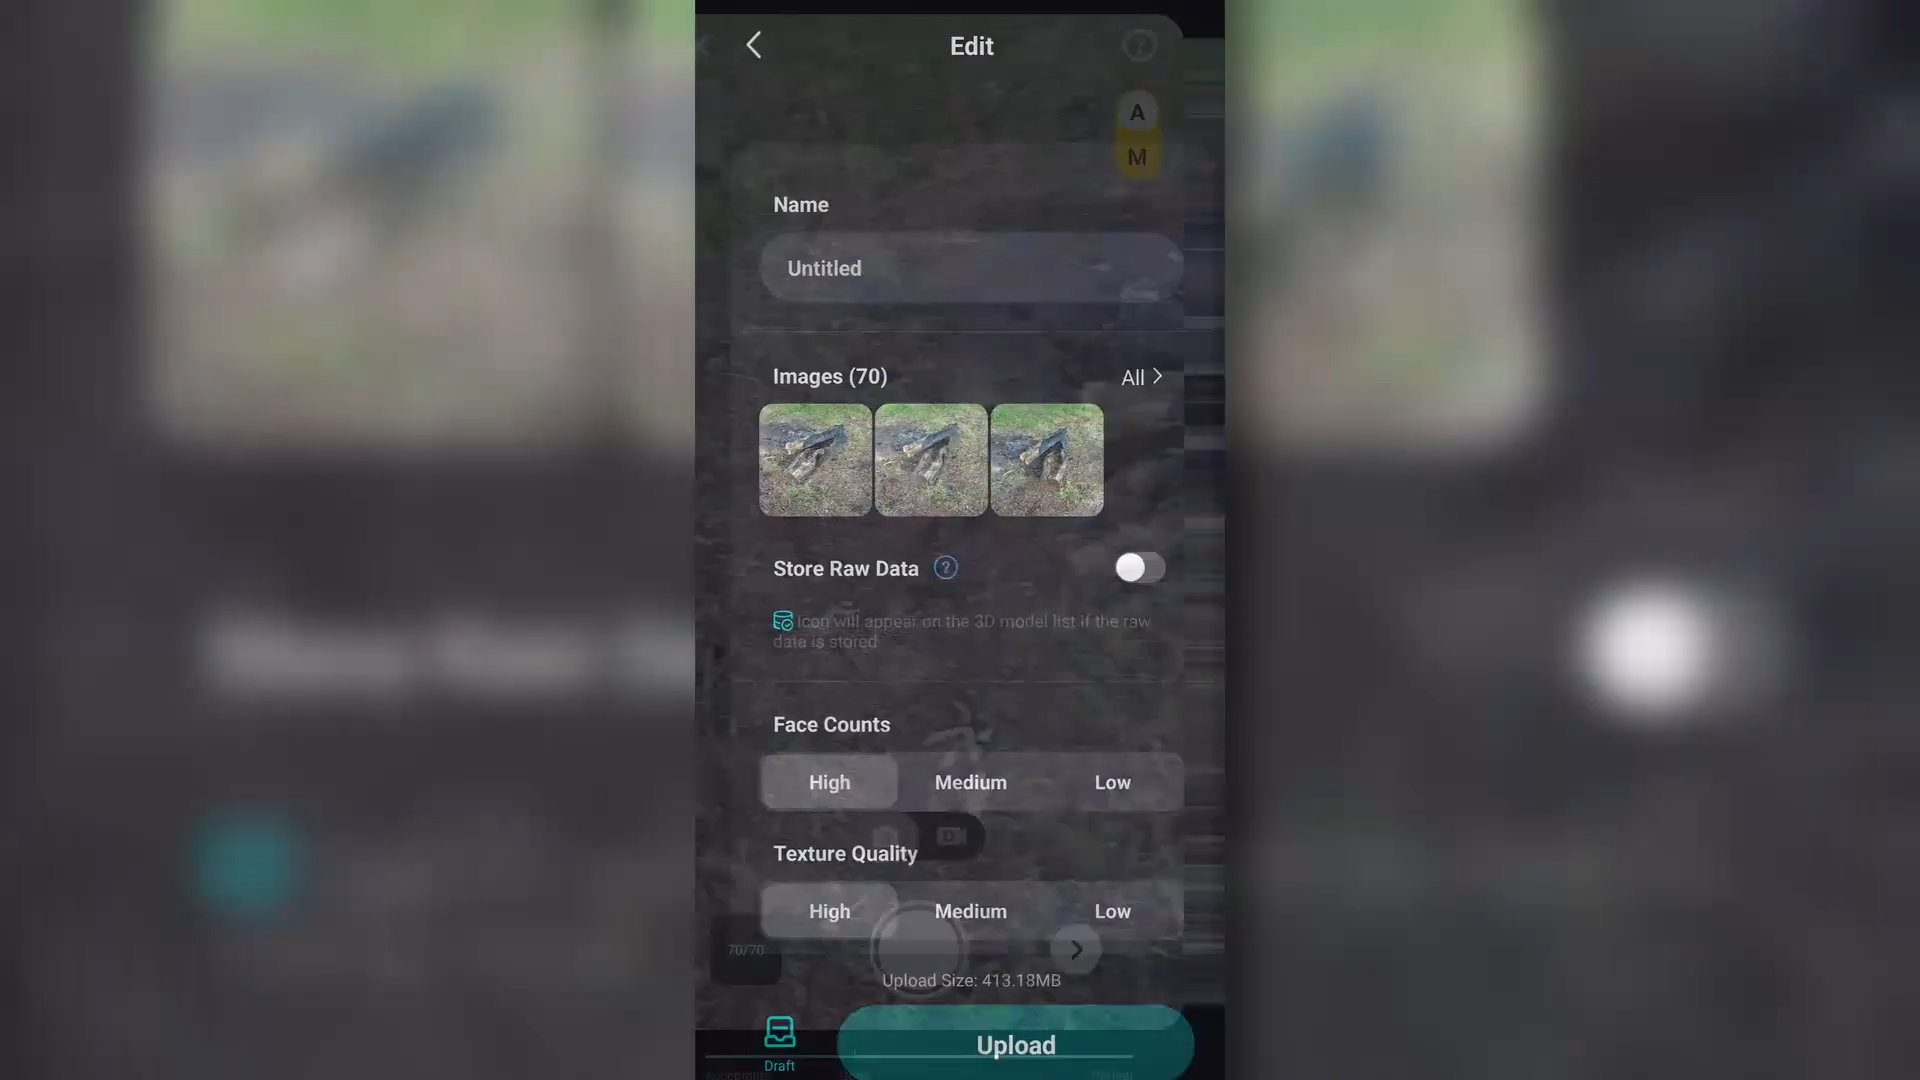 Edit
A
M
Name
Untitled
Images (70)
All
Store Raw Data ?
Icon will appear on the 3D model list if the raw
data is stored
Face Counts
High Medium Low
Texture Quality
High Medium Low
70/70
Upload Size: 413.18MB
Draft
Upload